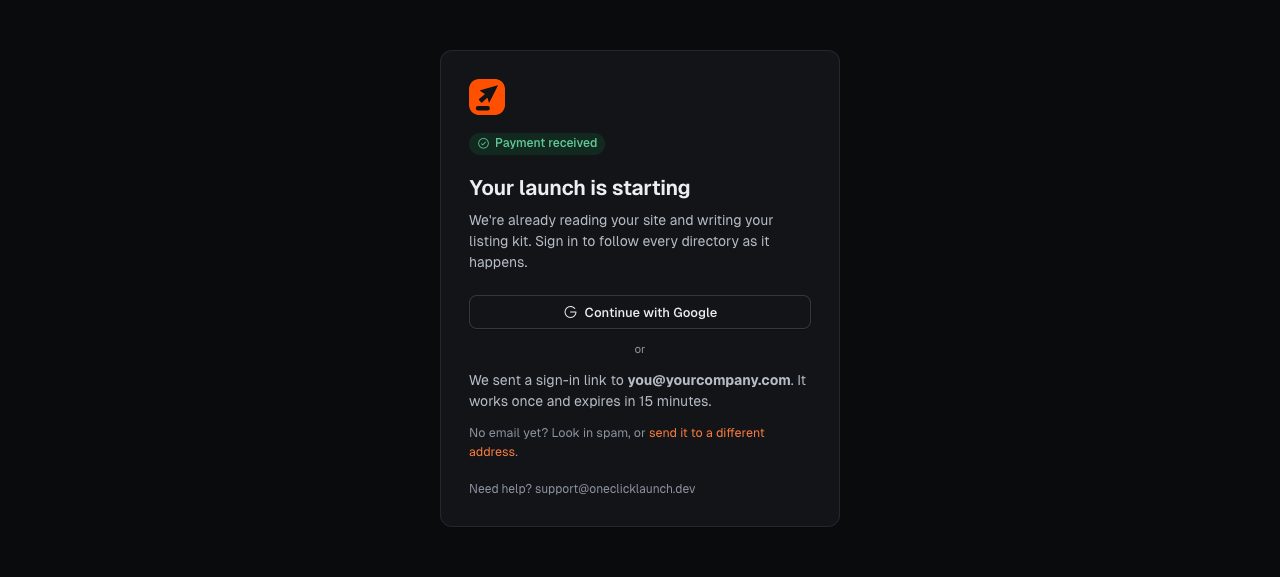 Payment received
Your launch is starting
We're already reading your site and writing your
listing kit. Sign in to follow every directory as it
happens.
Continue with Google
or
We sent a sign-in link to you@yourcompany.com. It
works once and expires in 15 minutes.
No email yet? Look in spam, or send it to a different
address.
Need help? support@oneclicklaunch.dev